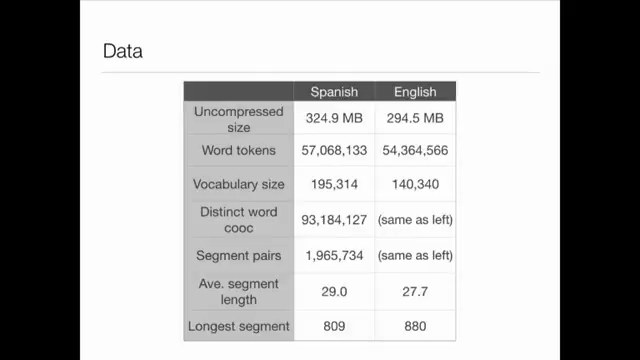 Data
Spanish English
Uncompressed
size 324.9 MB 294.5 MB
Word tokens 57,068,133 54,364,566
Vocabulary size 195,314 140,340
Distinct word
cooc 93,184,127 (same as left)
Segment pairs 1,965,734 (same as left)
Ave. segment
length 29.0 27.7
Longest segment 809 880